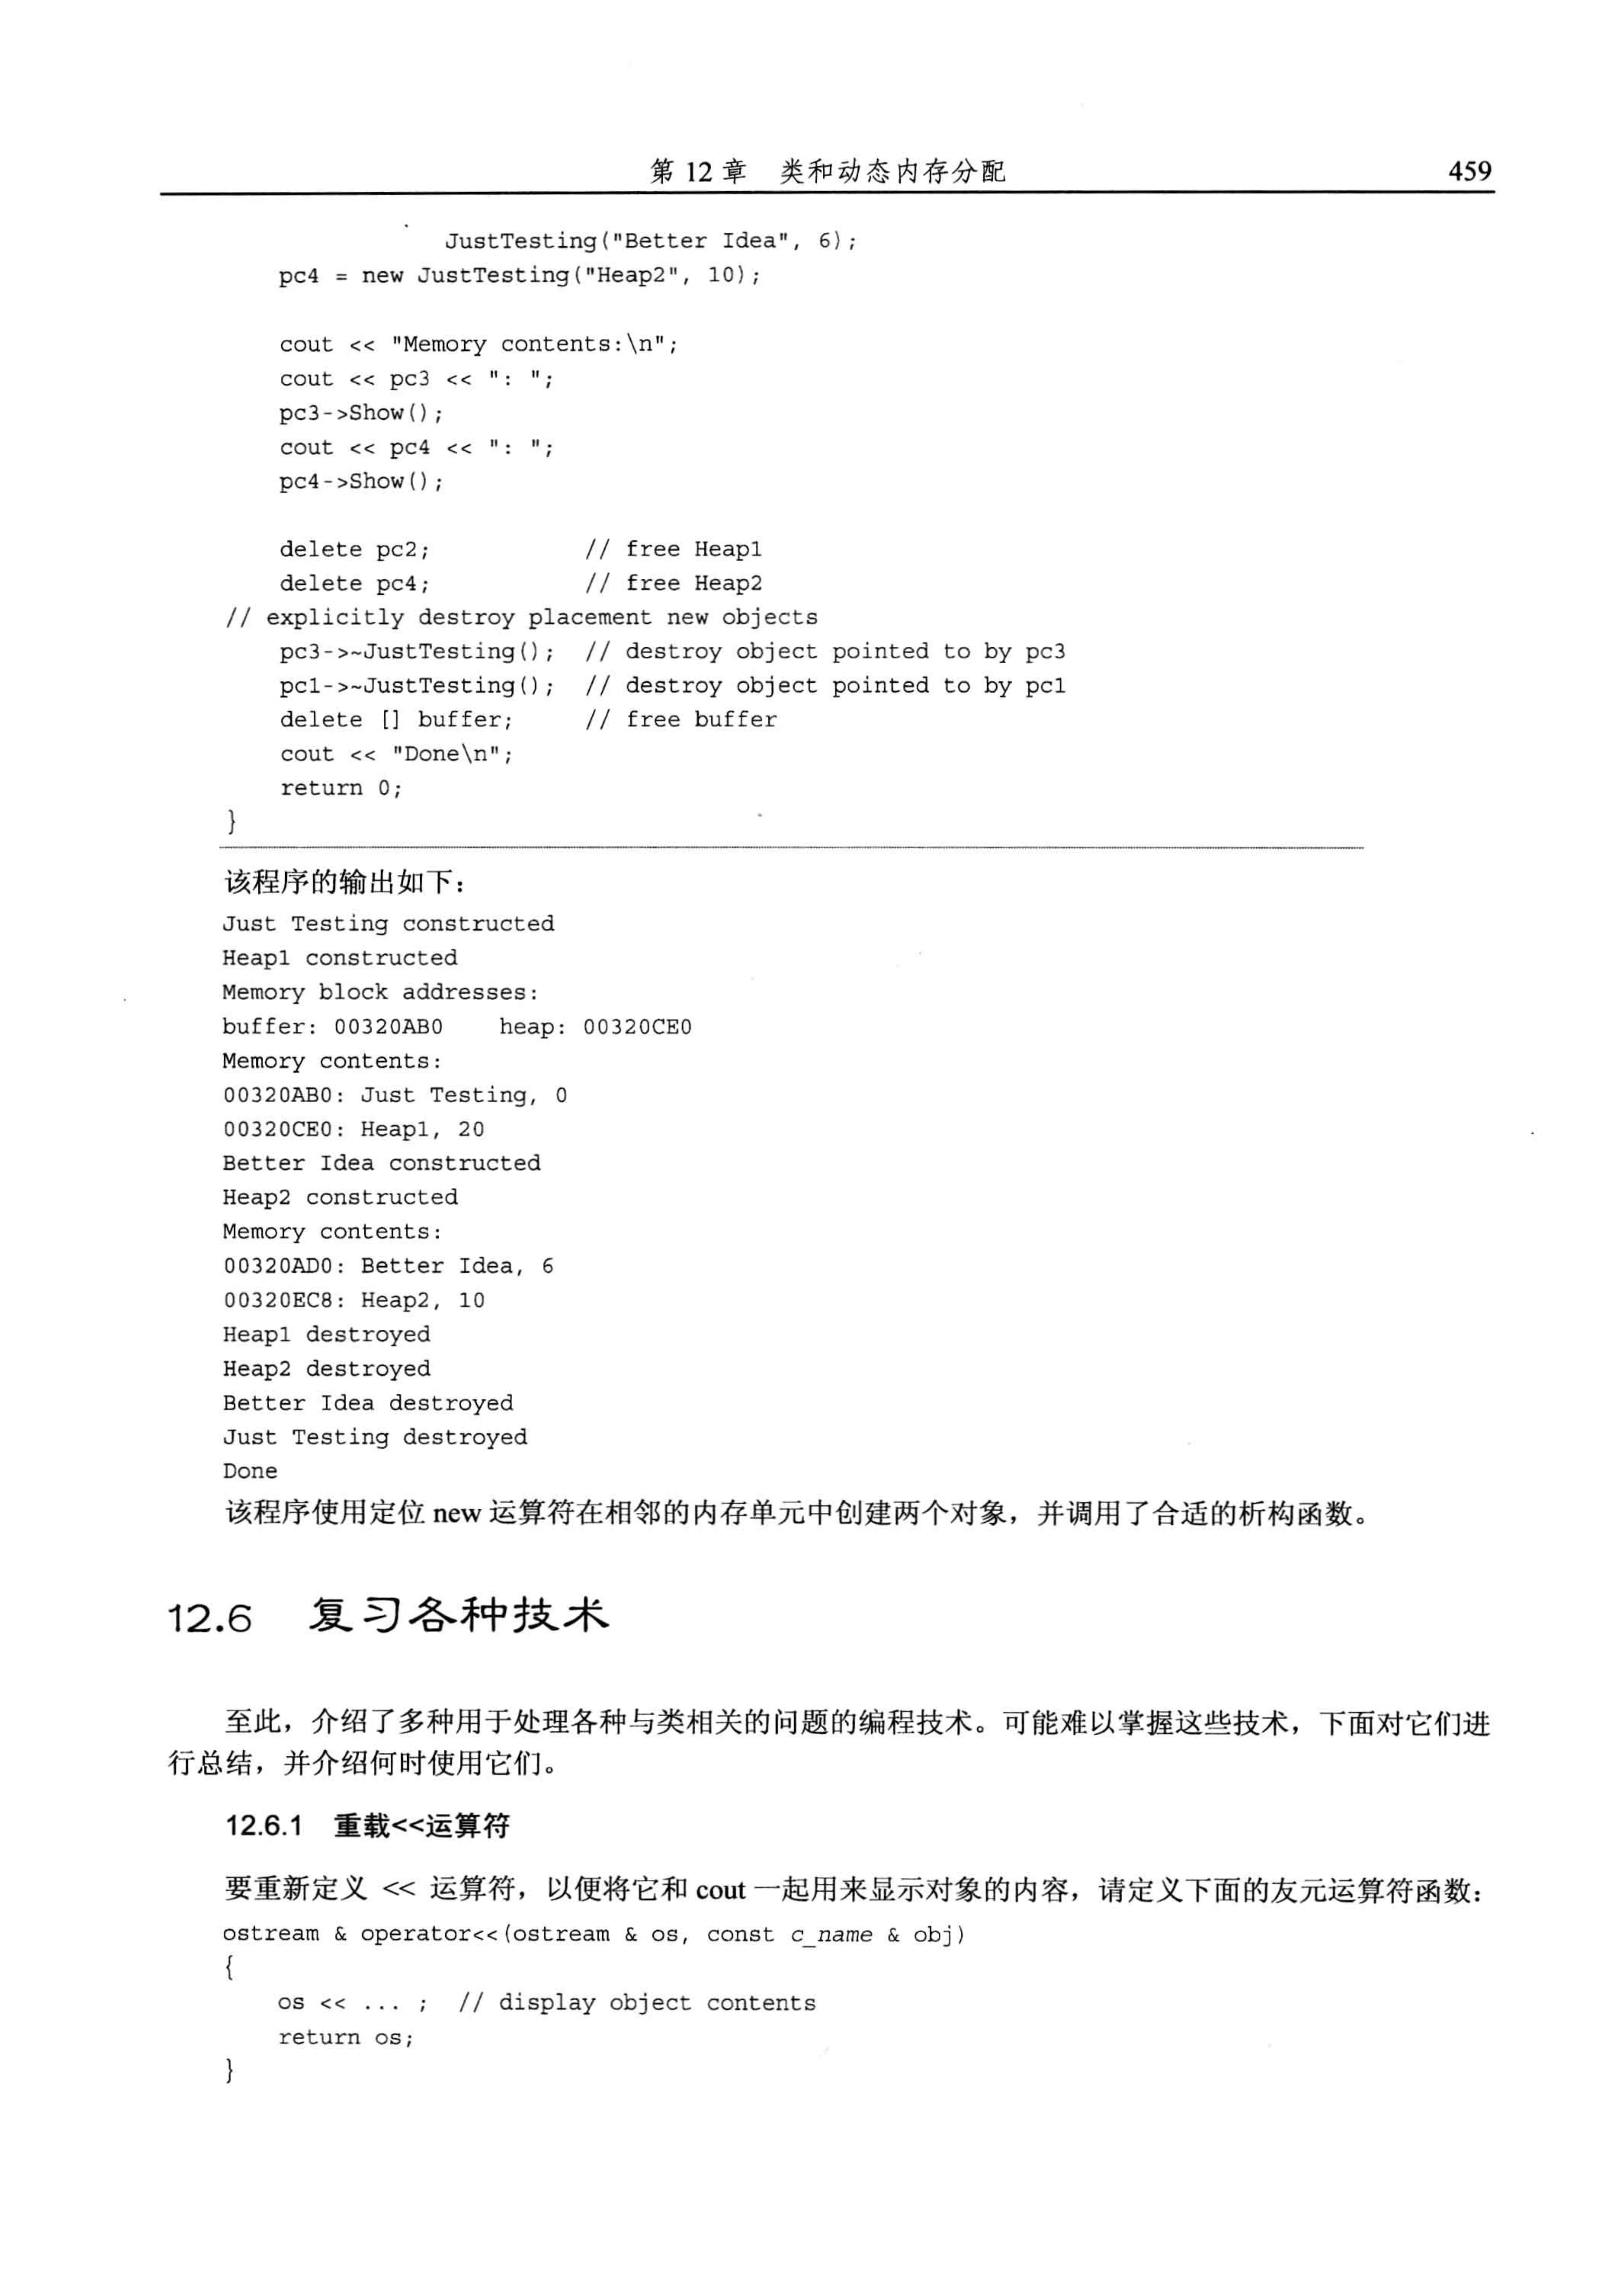 第 12 章 类和动态内存分配 459
JustTesting("Better Idea", 6);
pc4 = new JustTesting("Heap2", 10);
cout << "Memory contents:\n";
cout << pc3 << ": ";
pc3->Show();
cout << pc4 << ": ";
pc4->Show();
delete pc2; // free Heap1
delete pc4; // free Heap2
// explicitly destroy placement new objects
pc3->~JustTesting(); // destroy object pointed to by pc3
pc1->~JustTesting(); // destroy object pointed to by pc1
delete [] buffer; // free buffer
cout << "Done\n";
return 0;
}
该程序的输出如下：
Just Testing constructed
Heap1 constructed
Memory block addresses:
buffer: 00320AB0 heap: 00320CE0
Memory contents:
00320AB0: Just Testing, 0
00320CE0: Heap1, 20
Better Idea constructed
Heap2 constructed
Memory contents:
00320AD0: Better Idea, 6
00320EC8: Heap2, 10
Heap1 destroyed
Heap2 destroyed
Better Idea destroyed
Just Testing destroyed
Done
该程序使用定位 new 运算符在相邻的内存单元中创建两个对象，并调用了合适的析构函数。
12.6 复习各种技术
至此，介绍了多种用于处理各种与类相关的问题的编程技术。可能难以掌握这些技术，下面对它们进
行总结，并介绍何时使用它们。
12.6.1 重载<<运算符
要重新定义 << 运算符，以便将它和 cout 一起用来显示对象的内容，请定义下面的友元运算符函数：
ostream & operator<<(ostream & os, const c_name & obj)
{
os << ... ; // display object contents
return os;
}